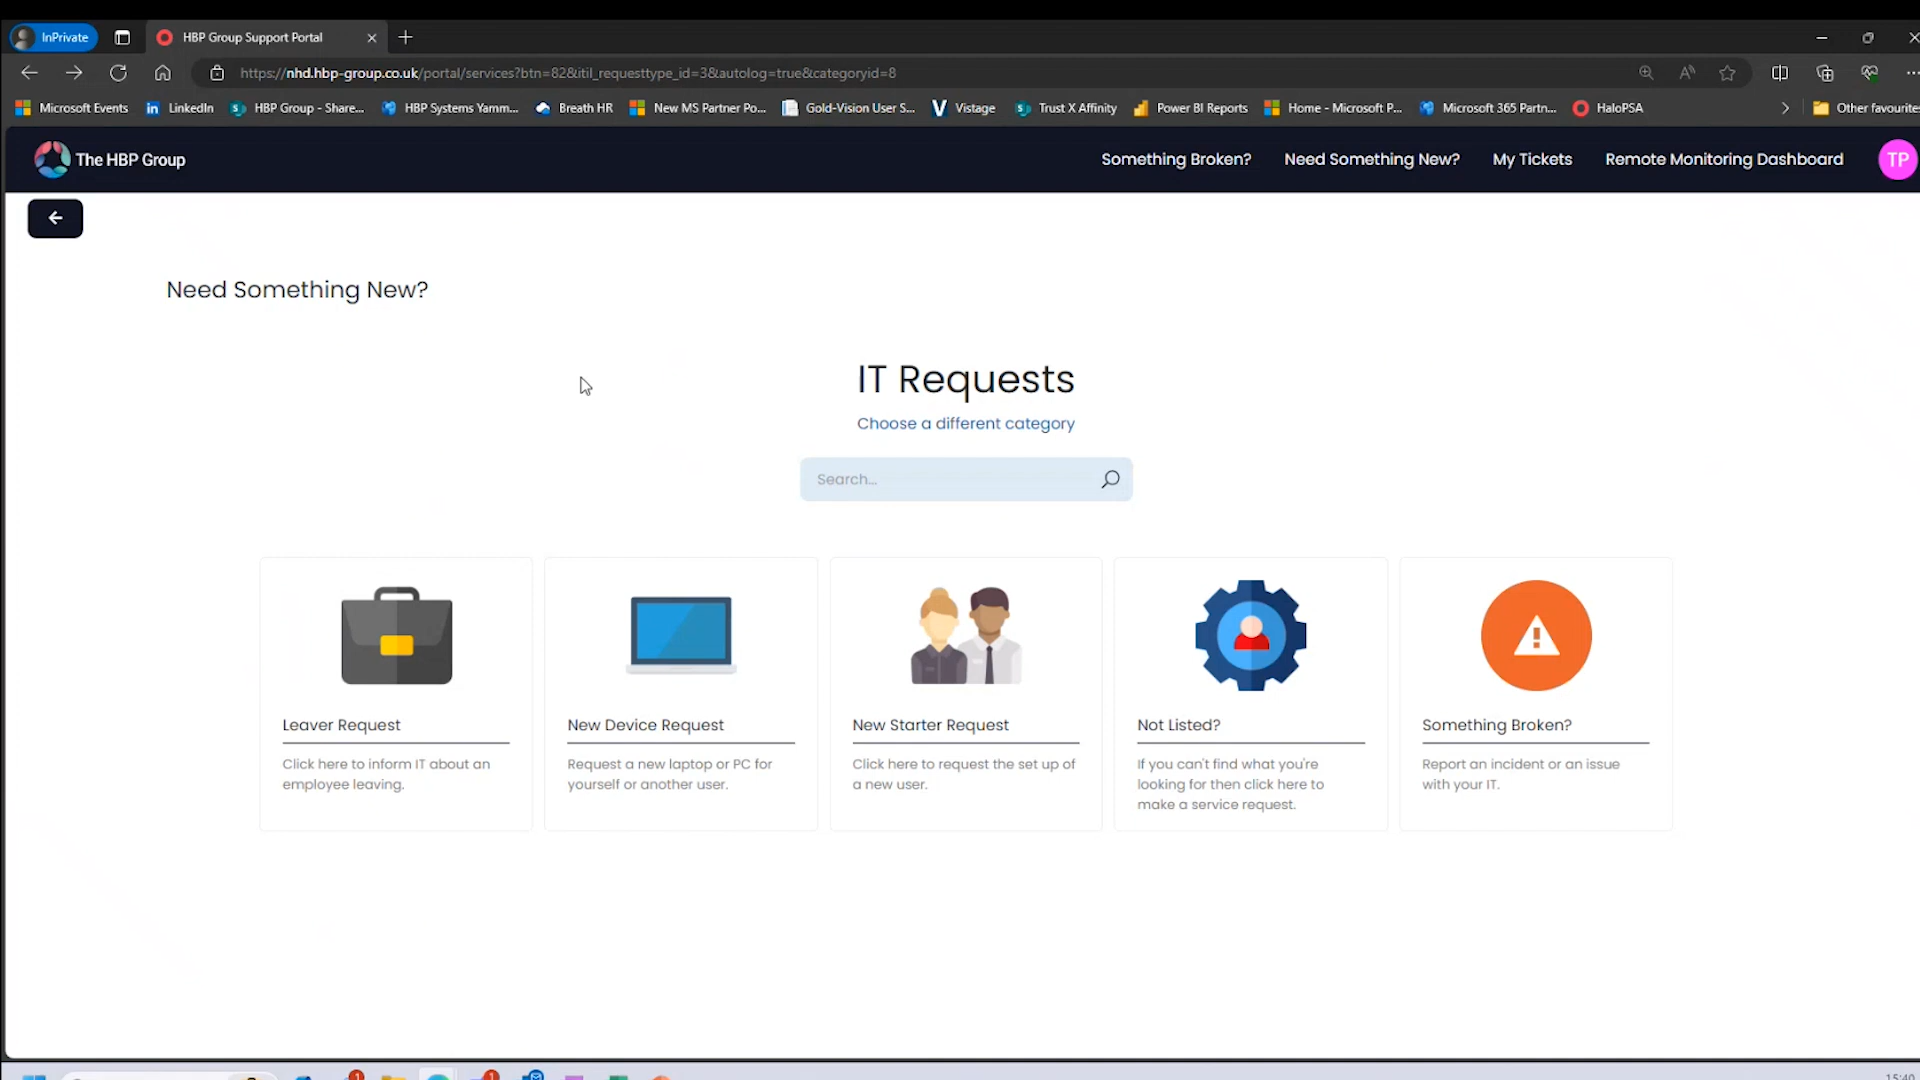 InPrivate
HBP Group Support Portal
https://nhd.hbp-group.co.uk/portal/services?btn=82&itil_requesttype_id=3&autolog=true&categoryid=8
Microsoft Events
LinkedIn
HBP Group - Share...
HBP Systems Yamm...
Breath HR
New MS Partner Po...
Gold-Vision User S...
Vistage
Trust X Affinity
Power BI Reports
Home - Microsoft P...
Microsoft 365 Partn...
HaloPSA
Other favourites
The HBP Group
Something Broken?
Need Something New?
My Tickets
Remote Monitoring Dashboard
TP
Need Something New?
IT Requests
Choose a different category
Search...
Leaver Request
Click here to inform IT about an
employee leaving.
New Device Request
Request a new laptop or PC for
yourself or another user.
New Starter Request
Click here to request the set up of
a new user.
Not Listed?
If you can't find what you're
looking for then click here to
make a service request.
Something Broken?
Report an incident or an issue
with your IT.
1
1
15:40